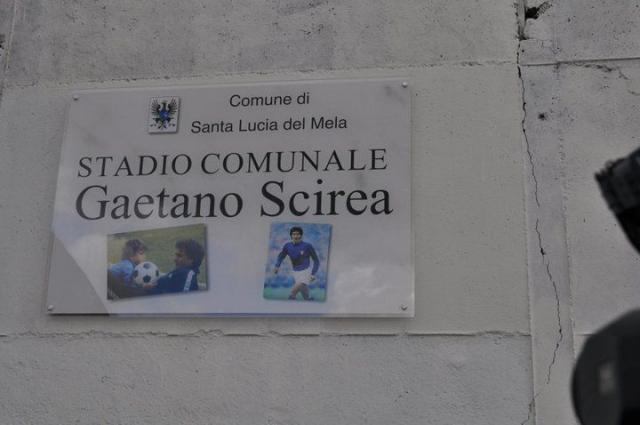 Comune di
Santa Lucia del Mela
STADIO COMUNALE
Gaetano Scirea